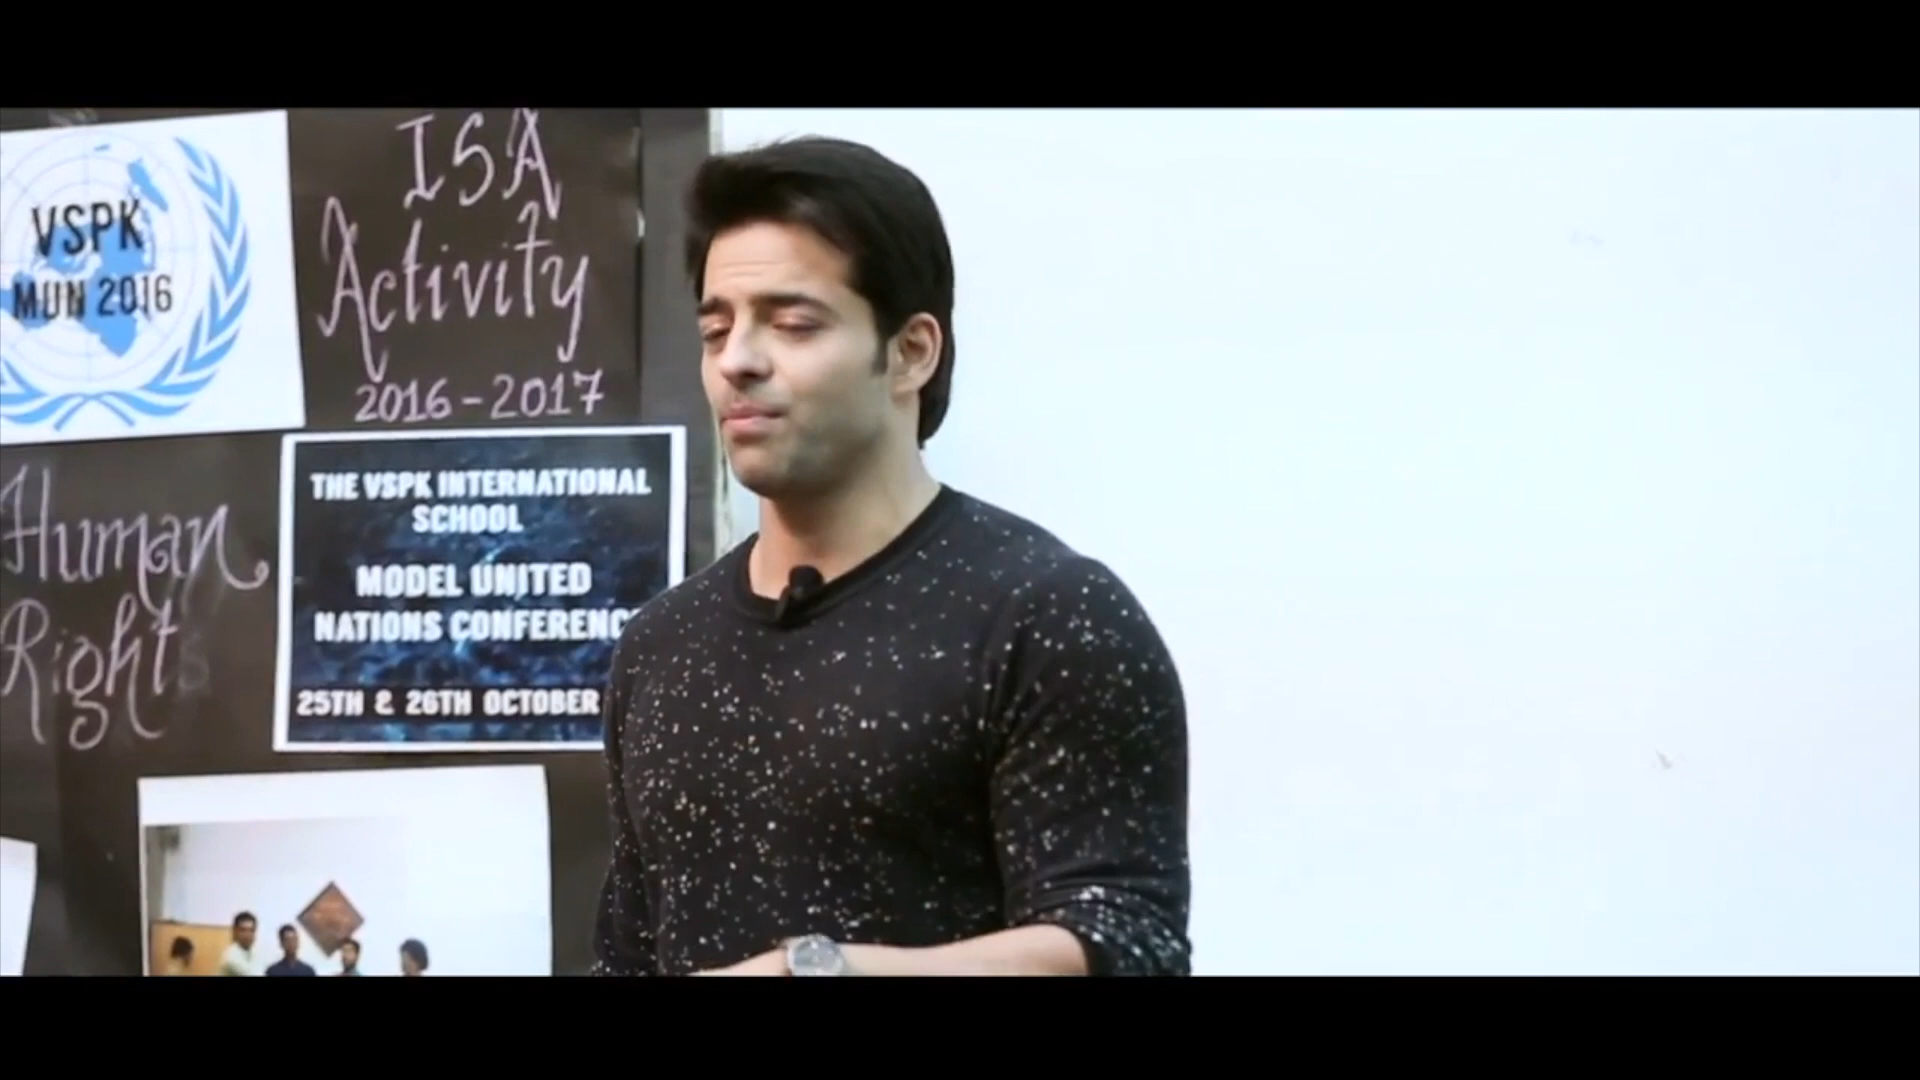 VSPK
MUN 2016
ISA
Activity
2016-2017
Human
Rights
THE VSPK INTERNATIONAL
SCHOOL
MODEL UNITED
NATIONS CONFERENC
25TH & 26TH OCTOBER